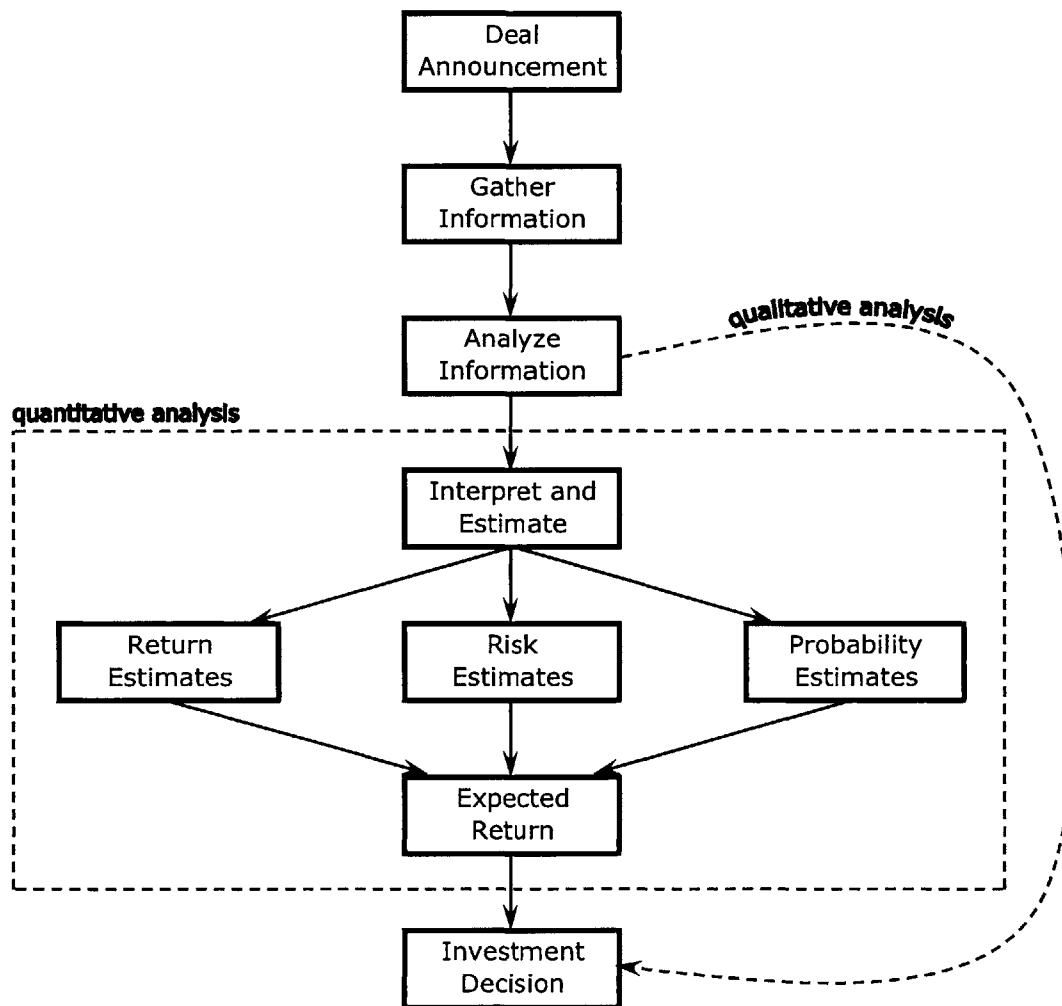 Deal
Announcement
Gather
Information
Analyze
Information
qualitative analysis
quantitative analysis
Interpret and
Estimate
Return
Estimates
Risk
Estimates
Probability
Estimates
Expected
Return
Investment
Decision